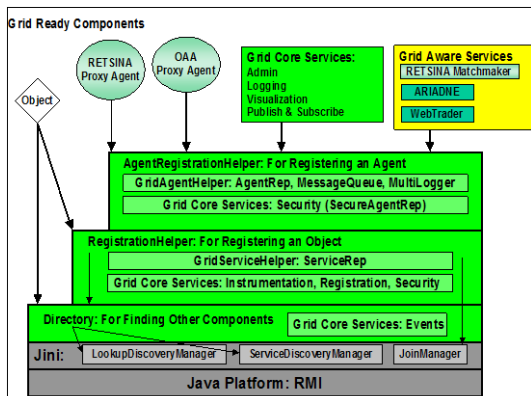 Grid Ready Components
RETSINA
Proxy Agent
OAA
Proxy Agent
Grid Core Services:
Admin
Logging
Visualization
Publish & Subscribe
Grid Aware Services
RETSINA Matchmaker
ARIADNE
WebTrader
Object
AgentRegistrationHelper: For Registering an Agent
GridAgentHelper: AgentRep, MessageQueue, MultiLogger
Grid Core Services: Security (SecureAgentRep)
RegistrationHelper: For Registering an Object
GridServiceHelper: ServiceRep
Grid Core Services: Instrumentation, Registration, Security
Directory: For Finding Other Components
Grid Core Services: Events
Jini:
LookupDiscoveryManager
ServiceDiscoveryManager
JoinManager
Java Platform: RMI